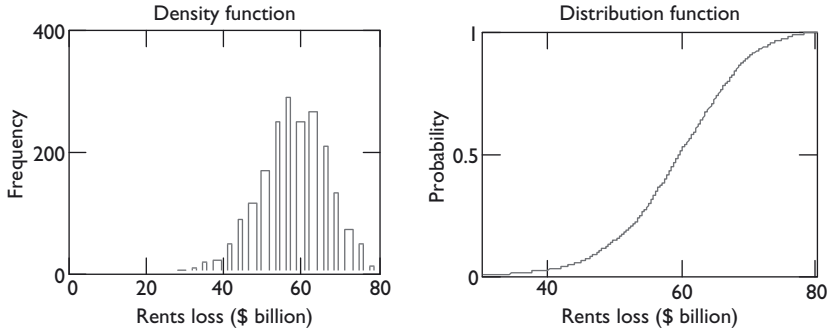 Density function
400
200
0
Frequency
0 20 40 60 80
Rents loss ($ billion)
Distribution function
1
0.5
0
Probability
40 60 80
Rents loss ($ billion)